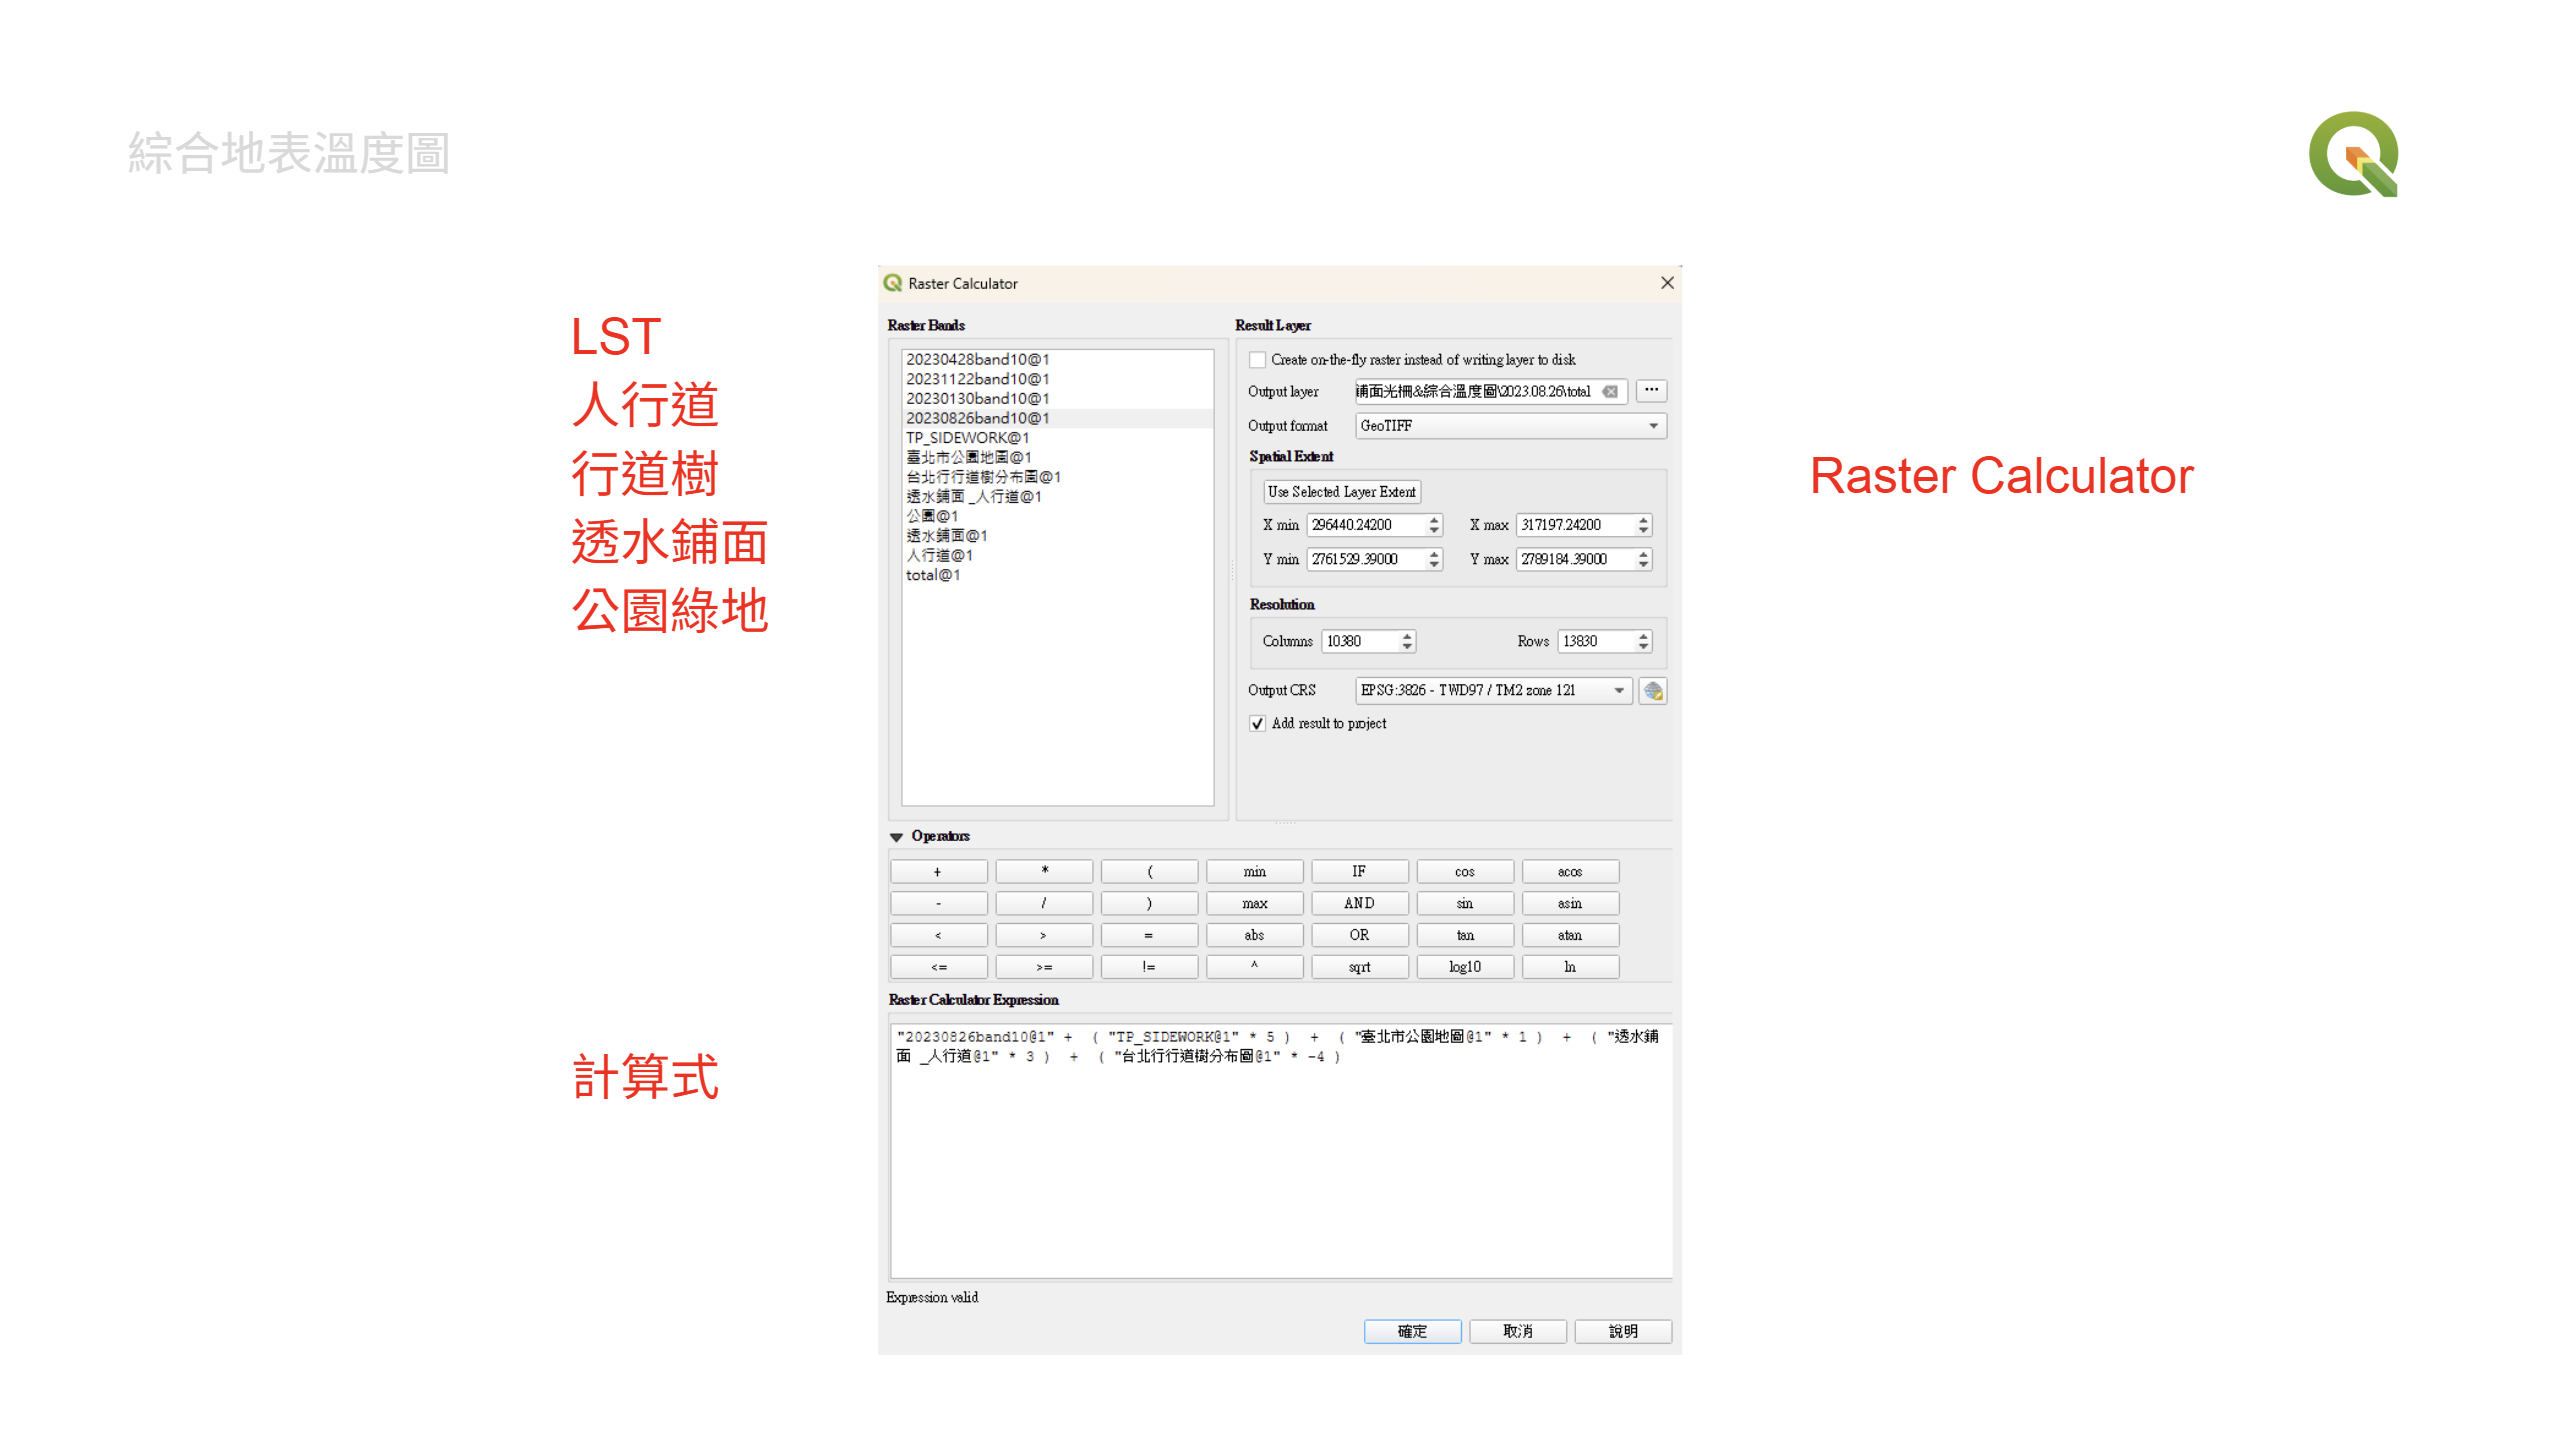 綜合地表溫度圖
LST
人行道
行道樹
透水鋪面
公園綠地
計算式
Raster Calculator
Raster Bands
20230428band10@1
20231122band10@1
20230130band10@1
20230826band10@1
TP_SIDEWORK@1
臺北市公園地圖@1
台北行行道樹分布圖@1
透水鋪面 _人行道@1
公園@1
透水鋪面@1
人行道@1
total@1
Result Layer
Create on-the-fly raster instead of writing layer to disk
Output layer 鋪面光柵&綜合溫度圖\2023.08.26\total ...
Output format GeoTIFF
Spatial Extent
Use Selected Layer Extent
X min 296440.24200 X max 317197.24200
Y min 2761529.39000 Y max 2789184.39000
Resolution
Columns 10380 Rows 13830
Output CRS EPSG:3826 - TWD97 / TM2 zone 121
Add result to project
Operators
+ * ( min IF cos acos
- / ) max AND sin asin
< > = abs OR tan atan
<= >= != ^ sqrt log10 ln
Raster Calculator Expression
"20230826band10@1" + ( "TP_SIDEWORK@1" * 5 ) + ( "臺北市公園地圖@1" * 1 ) + ( "透水鋪
面 _人行道@1" * 3 ) + ( "台北行行道樹分布圖@1" * -4 )
Expression valid
確定 取消 說明
Raster Calculator